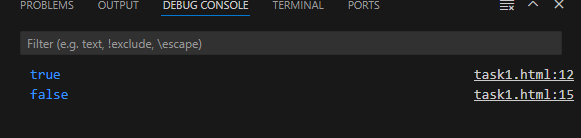 PROBLEMS OUTPUT DEBUG CONSOLE TERMINAL PORTS
Filter (e.g. text, !exclude, \escape)
true task1.html:12
false task1.html:15